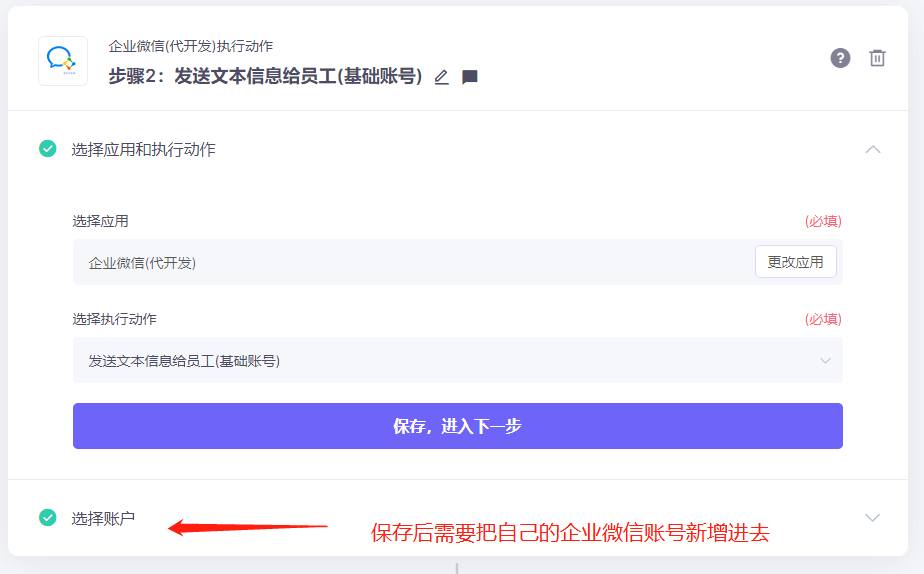 企业微信(代开发)执行动作
步骤2：发送文本信息给员工(基础账号)
选择应用和执行动作
选择应用 (必填)
企业微信(代开发) 更改应用
选择执行动作 (必填)
发送文本信息给员工(基础账号)
保存，进入下一步
选择账户
保存后需要把自己的企业微信账号新增进去